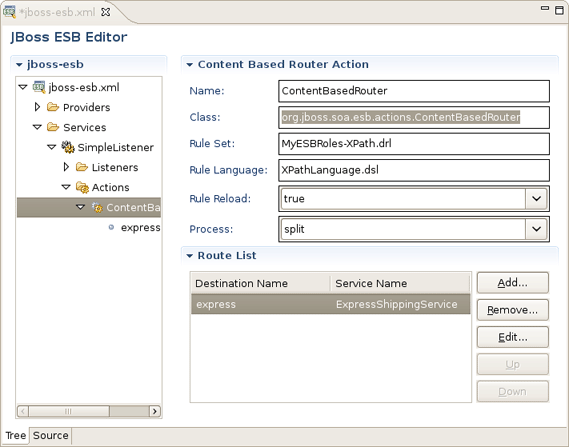 *jboss-esb.xml
JBoss ESB Editor
jboss-esb
jboss-esb.xml
Providers
Services
SimpleListener
Listeners
Actions
ContentBa
express
Content Based Router Action
Name: ContentBasedRouter
Class: org.jboss.soa.esb.actions.ContentBasedRouter
Rule Set: MyESBRoles-XPath.drl
Rule Language: XPathLanguage.dsl
Rule Reload: true
Process: split
Route List
Destination Name Service Name
express ExpressShippingService
Add...
Remove...
Edit...
Up
Down
Tree Source